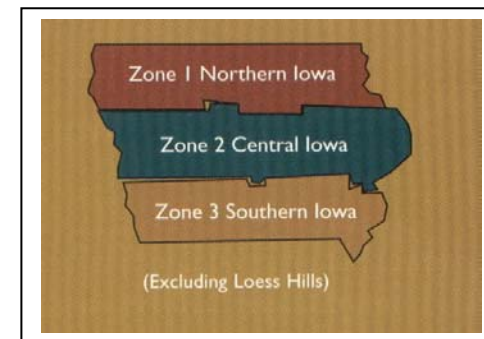 Zone 1 Northern Iowa
Zone 2 Central Iowa
Zone 3 Southern Iowa
(Excluding Loess Hills)